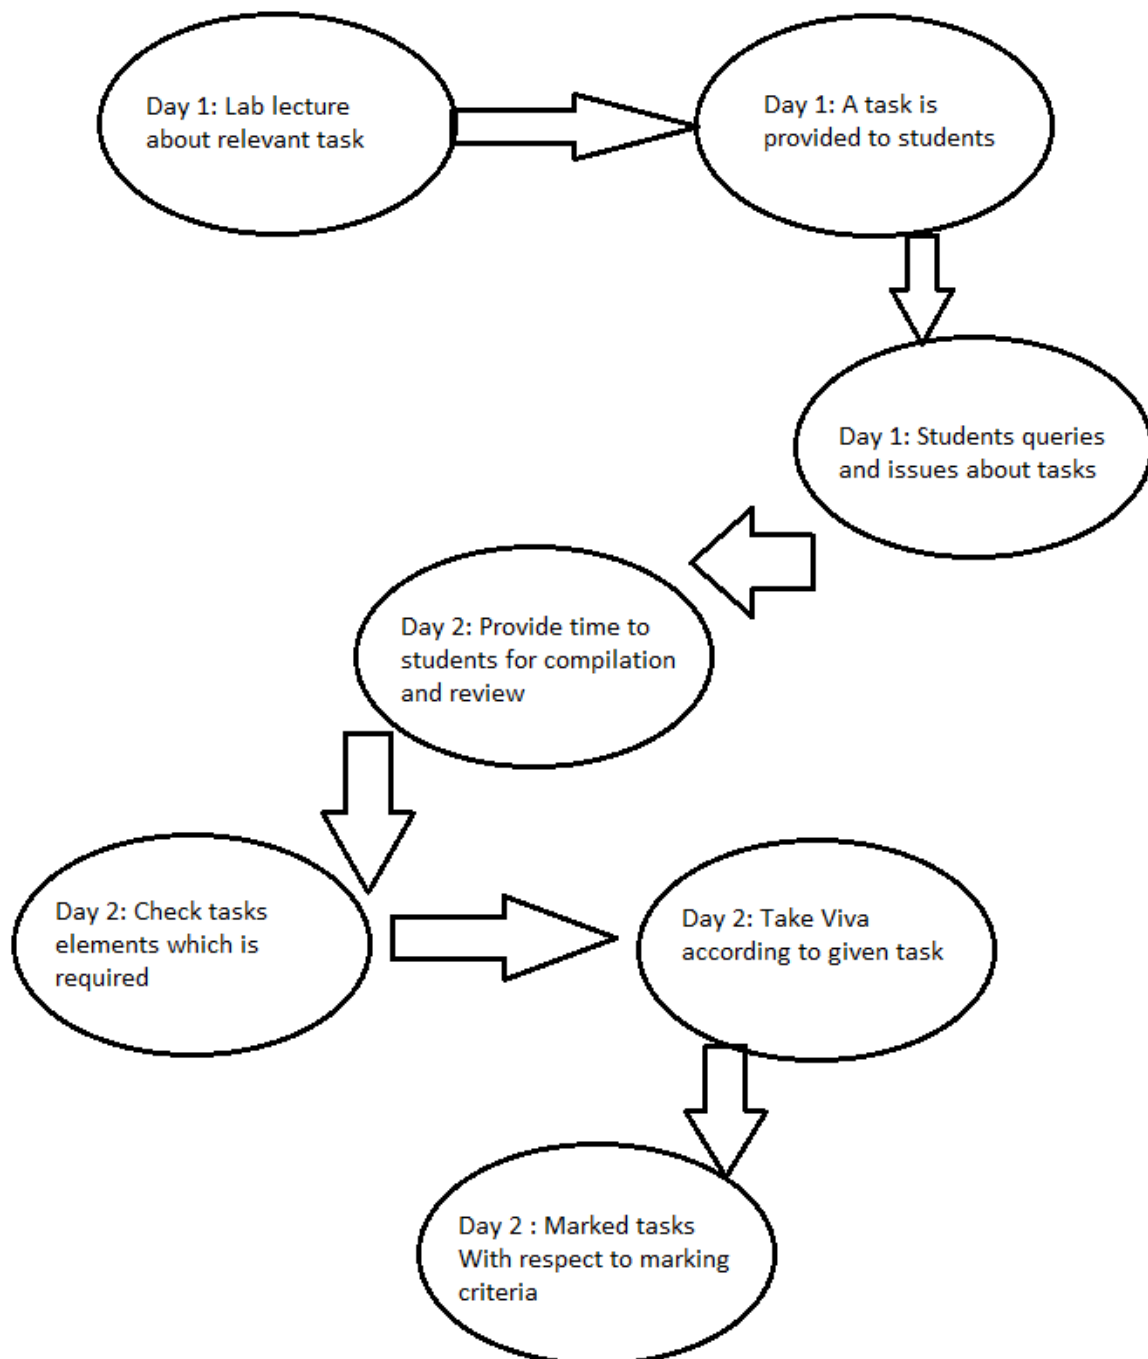 Day 1: Lab lecture
about relevant task
Day 1: A task is
provided to students
Day 1: Students queries
and issues about tasks
Day 2: Provide time to
students for compilation
and review
Day 2: Check tasks
elements which is
required
Day 2: Take Viva
according to given task
Day 2 : Marked tasks
With respect to marking
criteria